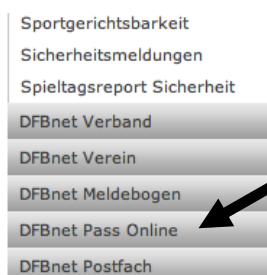 Sportgerichtsbarkeit
Sicherheitsmeldungen
Spieltagsreport Sicherheit
DFBnet Verband
DFBnet Verein
DFBnet Meldebogen
DFBnet Pass Online
DFBnet Postfach